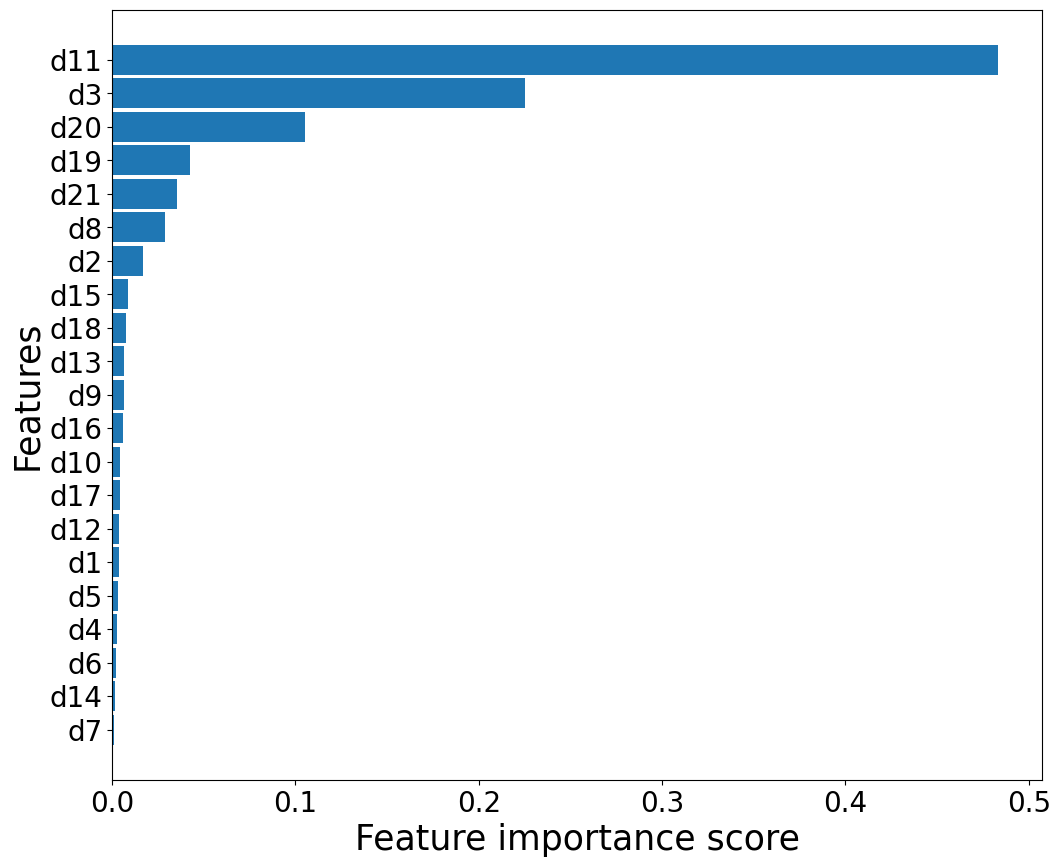 Features
d11
d3
d20
d19
d21
d8
d2
d15
d18
d13
d9
d16
d10
d17
d12
d1
d5
d4
d6
d14
d7
0.0 0.1 0.2 0.3 0.4 0.5
Feature importance score